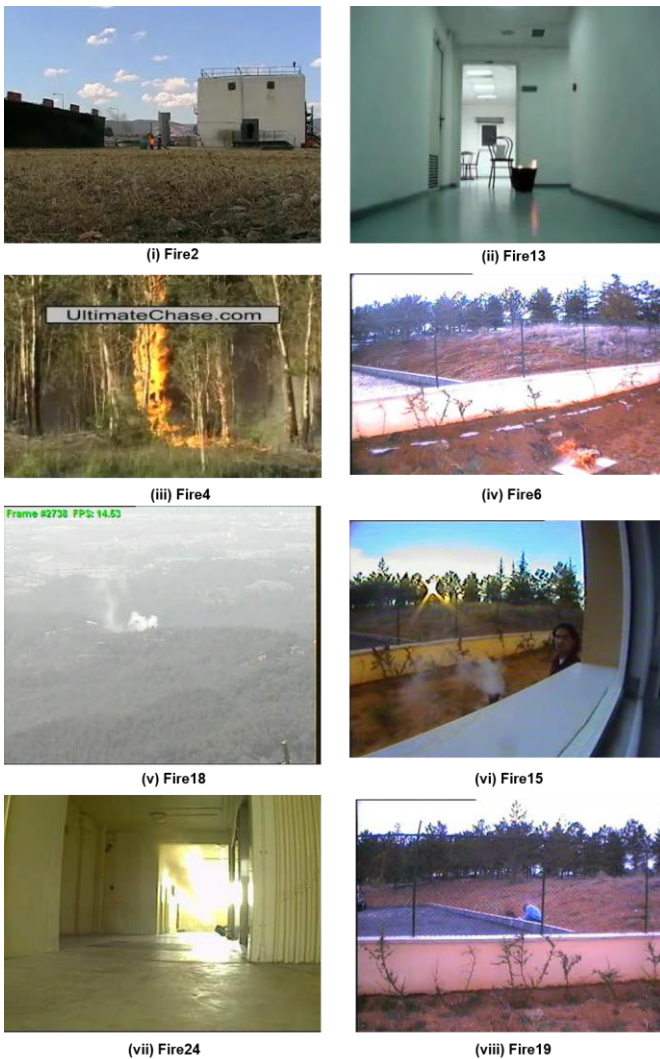 (i) Fire2
(ii) Fire13
UltimateChase.com
(iii) Fire4
(iv) Fire6
Frame #2738 FPS: 14.53
(v) Fire18
(vi) Fire15
(vii) Fire24
(viii) Fire19